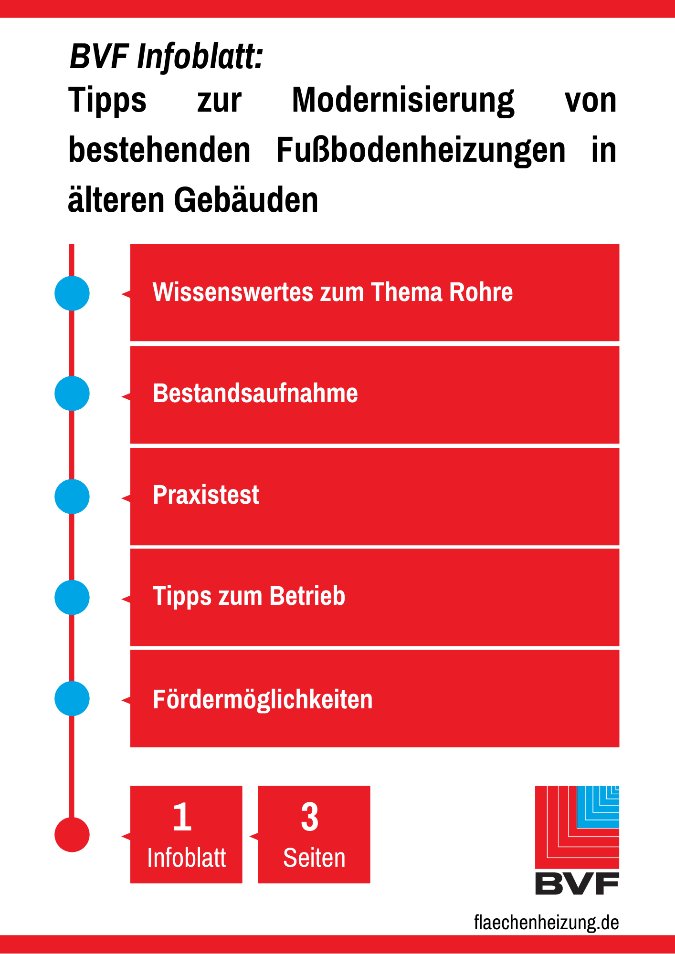 BVF Infoblatt:
Tipps zur Modernisierung von
bestehenden Fußbodenheizungen in
älteren Gebäuden
Wissenswertes zum Thema Rohre
Bestandsaufnahme
Praxistest
Tipps zum Betrieb
Fördermöglichkeiten
1
Infoblatt
3
Seiten
BVF
flaechenheizung.de